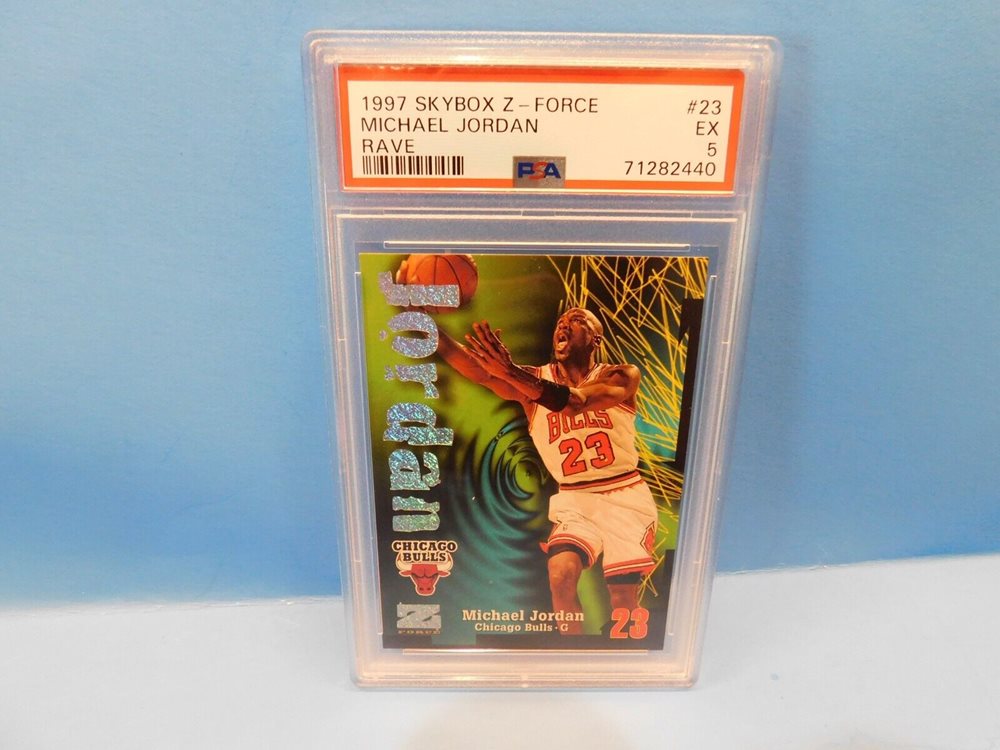 1997 SKYBOX Z-FORCE #23
MICHAEL JORDAN EX
RAVE 5
PSA 71282440
Jordan
BULLS
23
CHICAGO
BULLS
Z
FORCE
Michael Jordan
Chicago Bulls · G
23